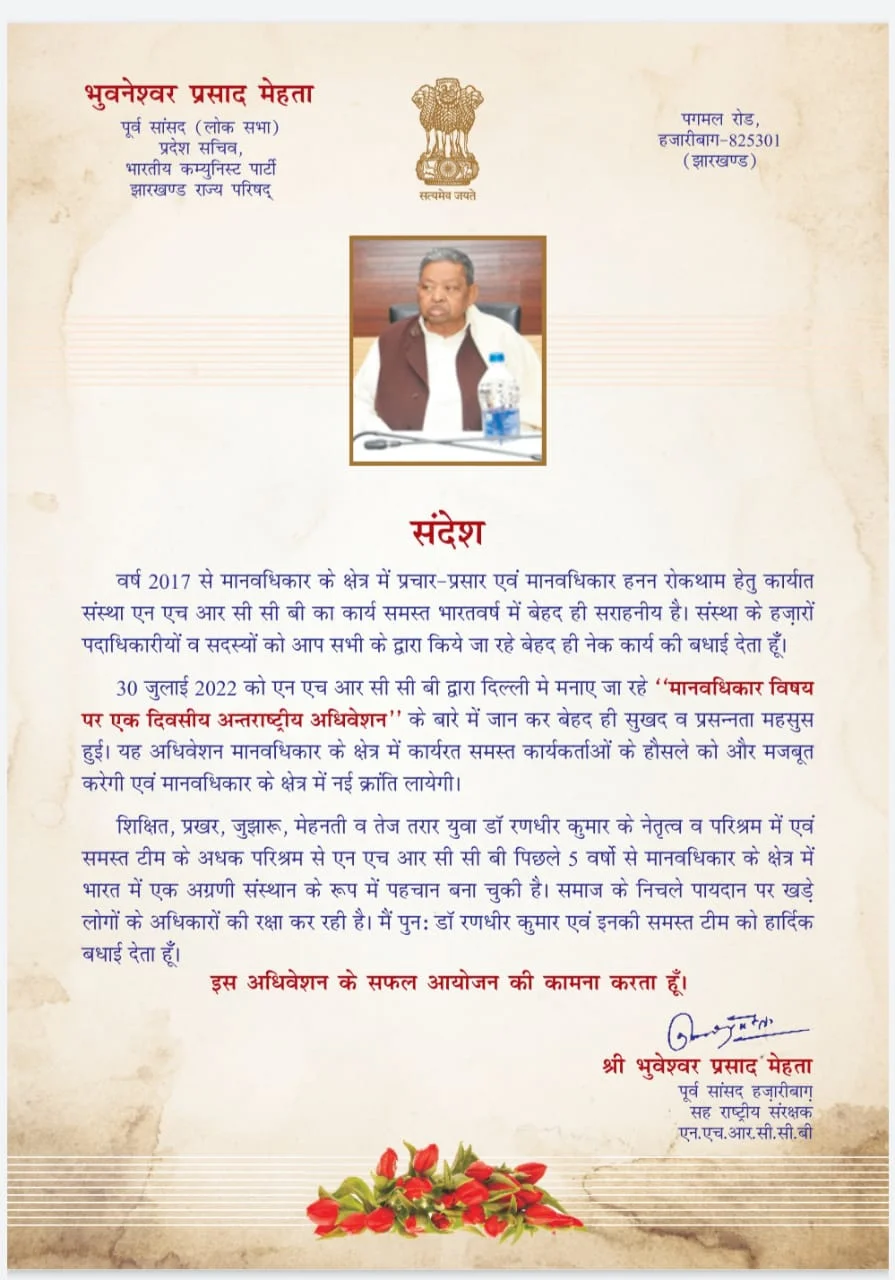 भुवनेश्वर प्रसाद मेहता
पूर्व सांसद (लोक सभा)
प्रदेश सचिव,
भारतीय कम्युनिस्ट पार्टी
झारखण्ड राज्य परिषद्
सत्यमेव जयते
पगमल रोड,
हजारीबाग-825301
(झारखण्ड)
संदेश
वर्ष 2017 से मानवधिकार के क्षेत्र में प्रचार-प्रसार एवं मानवधिकार हनन रोकथाम हेतु कार्यात
संस्था एन एच आर सी सी बी का कार्य समस्त भारतवर्ष में बेहद ही सराहनीय है। संस्था के हज़ारों
पदाधिकारीयों व सदस्यों को आप सभी के द्वारा किये जा रहे बेहद ही नेक कार्य की बधाई देता हूँ।
30 जुलाई 2022 को एन एच आर सी सी बी द्वारा दिल्ली मे मनाए जा रहे ‘‘मानवधिकार विषय
पर एक दिवसीय अन्तराष्ट्रीय अधिवेशन’’ के बारे में जान कर बेहद ही सुखद व प्रसन्नता महसुस
हुई। यह अधिवेशन मानवधिकार के क्षेत्र में कार्यरत समस्त कार्यकर्ताओं के हौसले को और मजबूत
करेगी एवं मानवधिकार के क्षेत्र में नई क्रांति लायेगी।
शिक्षित, प्रखर, जुझारू, मेहनती व तेज तरार युवा डॉ रणधीर कुमार के नेतृत्व व परिश्रम में एवं
समस्त टीम के अधक परिश्रम से एन एच आर सी सी बी पिछले 5 वर्षो से मानवधिकार के क्षेत्र में
भारत में एक अग्रणी संस्थान के रूप में पहचान बना चुकी है। समाज के निचले पायदान पर खड़े
लोगों के अधिकारों की रक्षा कर रही है। मैं पुन: डॉ रणधीर कुमार एवं इनकी समस्त टीम को हार्दिक
बधाई देता हूँ।
इस अधिवेशन के सफल आयोजन की कामना करता हूँ।
श्री भुवेश्वर प्रसाद मेहता
पूर्व सांसद हज़ारीबाग़
सह राष्ट्रीय संरक्षक
एन.एच.आर.सी.सी.बी